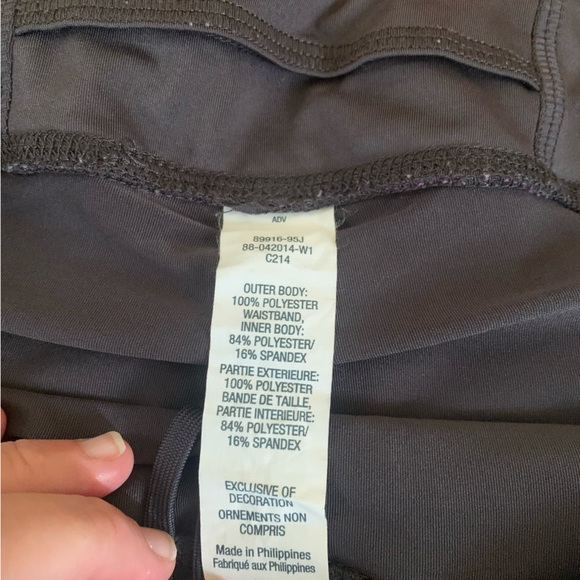 ADV
89916-95J
88-042014-W1
C214
OUTER BODY:
100% POLYESTER
WAISTBAND,
INNER BODY:
84% POLYESTER/
16% SPANDEX
PARTIE EXTERIEURE:
100% POLYESTER
BANDE DE TAILLE,
PARTIE INTERIEURE:
84% POLYESTER/
16% SPANDEX
EXCLUSIVE OF
DECORATION
ORNEMENTS NON
COMPRIS
Made in Philippines
Fabriqué aux Philippines